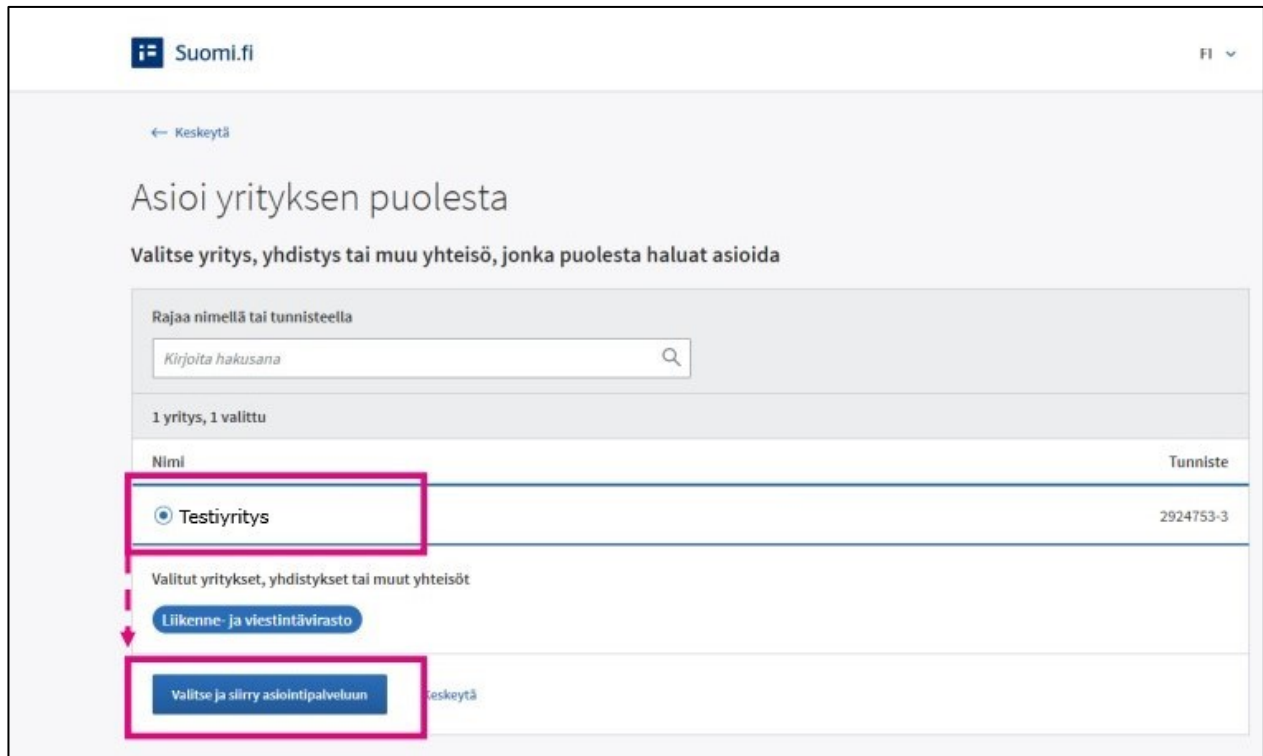 Suomi.fi
FI
← Keskeytä
Asioi yrityksen puolesta
Valitse yritys, yhdistys tai muu yhteisö, jonka puolesta haluat asioida
Rajaa nimellä tai tunnisteella
Kirjoita hakusana
1 yritys, 1 valittu
Nimi Tunniste
Testiyritys 2924753-3
Valitut yritykset, yhdistykset tai muut yhteisöt
Liikenne- ja viestintävirasto
Valitse ja siirry asiointipalveluun Keskeytä